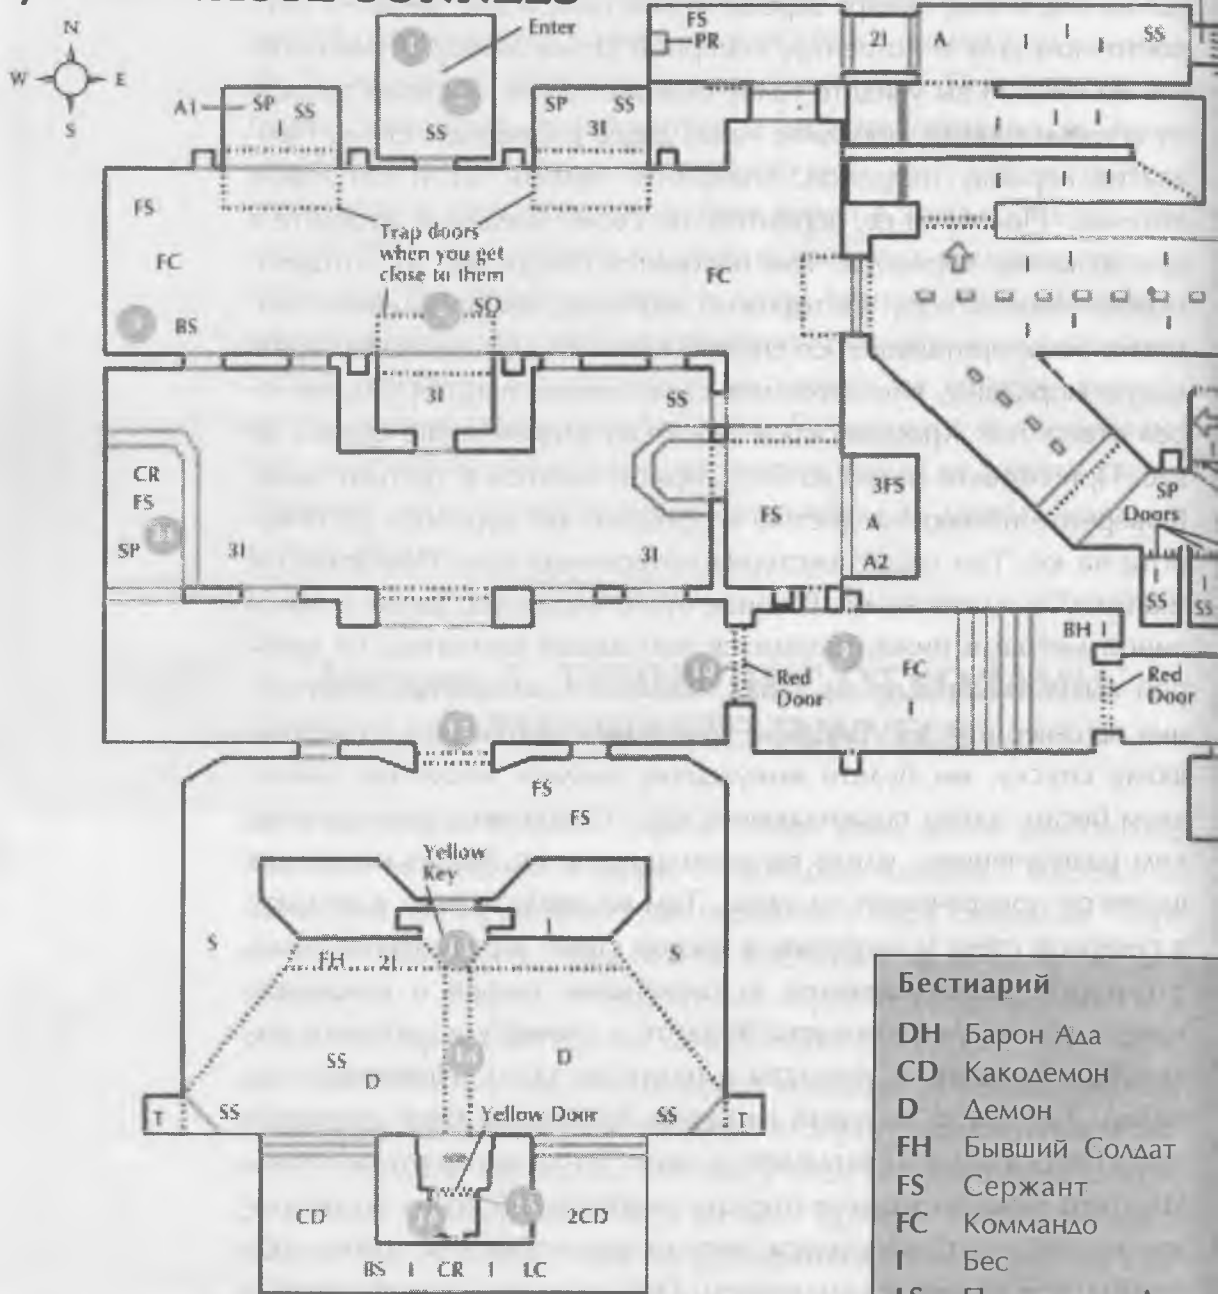 N
W E
S
Enter
FS
PR
2I
A
I
I
I
SS
A1
SP
SS
I
SS
SP
SS
3I
I
I
I
I
I
I
FS
FC
BS
Trap doors
when you get
close to them
SO
FC
I
I
I
I
I
I
3I
SS
CR
FS
SP
3I
3I
FS
3FS
A
A2
SP
Doors
I
SS
I
SS
BH I
FC
I
Red
Door
Red
Door
FS
FS
Yellow
Key
S
S
I
FH 2I
SS
D
D
SS
SS
T
T
Yellow Door
CD
2CD
BS I CR I LC
Бестиарий
DH Барон Ада
CD Какодемон
D Демон
FH Бывший Солдат
FS Сержант
FC Коммандо
I Бес